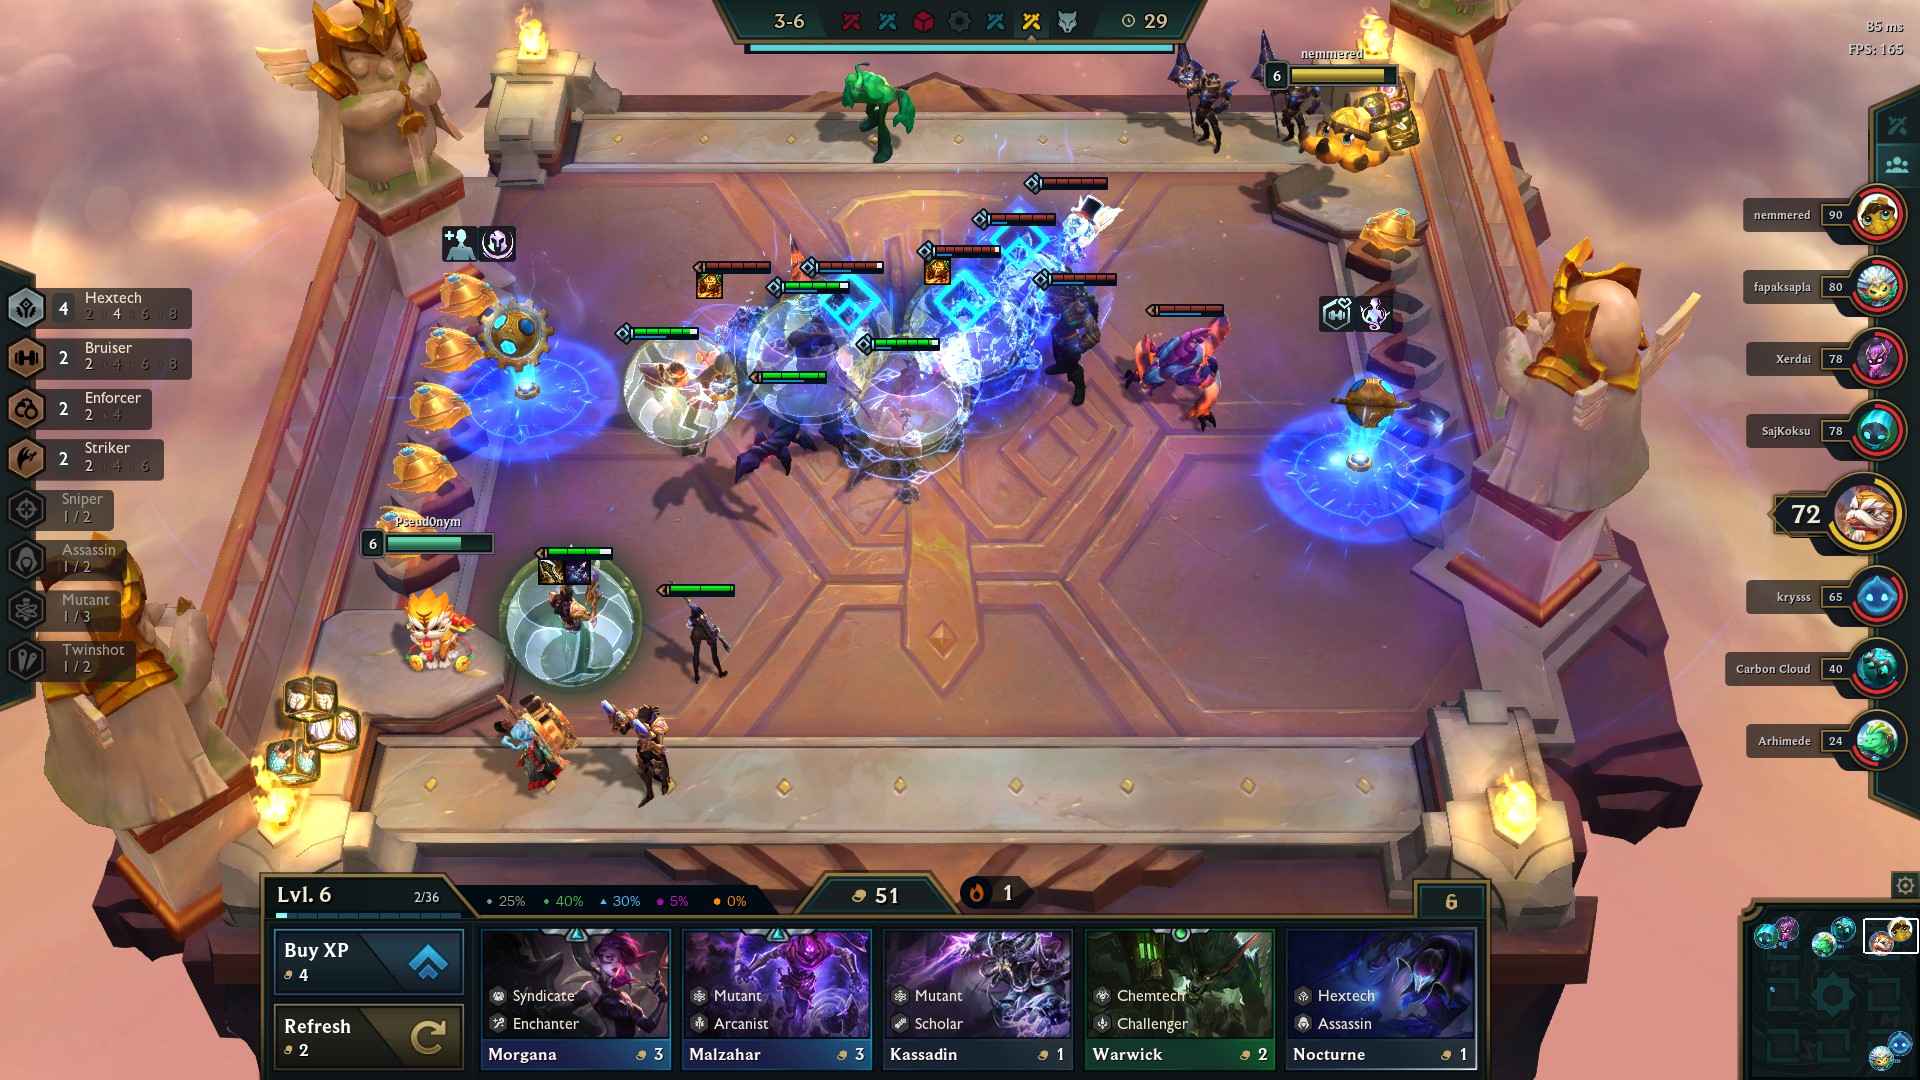 3-6
29
85 ms
FPS: 165
nemmered
6
nemmered 90
fapaksapla 80
Xerdai 78
SajKoksu 78
72
krysss 65
Carbon Cloud 40
Arhimede 24
4 Hextech
2 4 6 8
2 Bruiser
2 4 6 8
2 Enforcer
2 4
2 Striker
2 4 6
Sniper
1 / 2
Assassin
1 / 2
Mutant
1 / 3
Twinshot
1 / 2
Pseud0nym
6
Lvl. 6
2/36
25% 40% 30% 5% 0%
51
1
6
Buy XP
4
Refresh
2
Syndicate
Enchanter
Morgana 3
Mutant
Arcanist
Malzahar 3
Mutant
Scholar
Kassadin 1
Chemtech
Challenger
Warwick 2
Hextech
Assassin
Nocturne 1